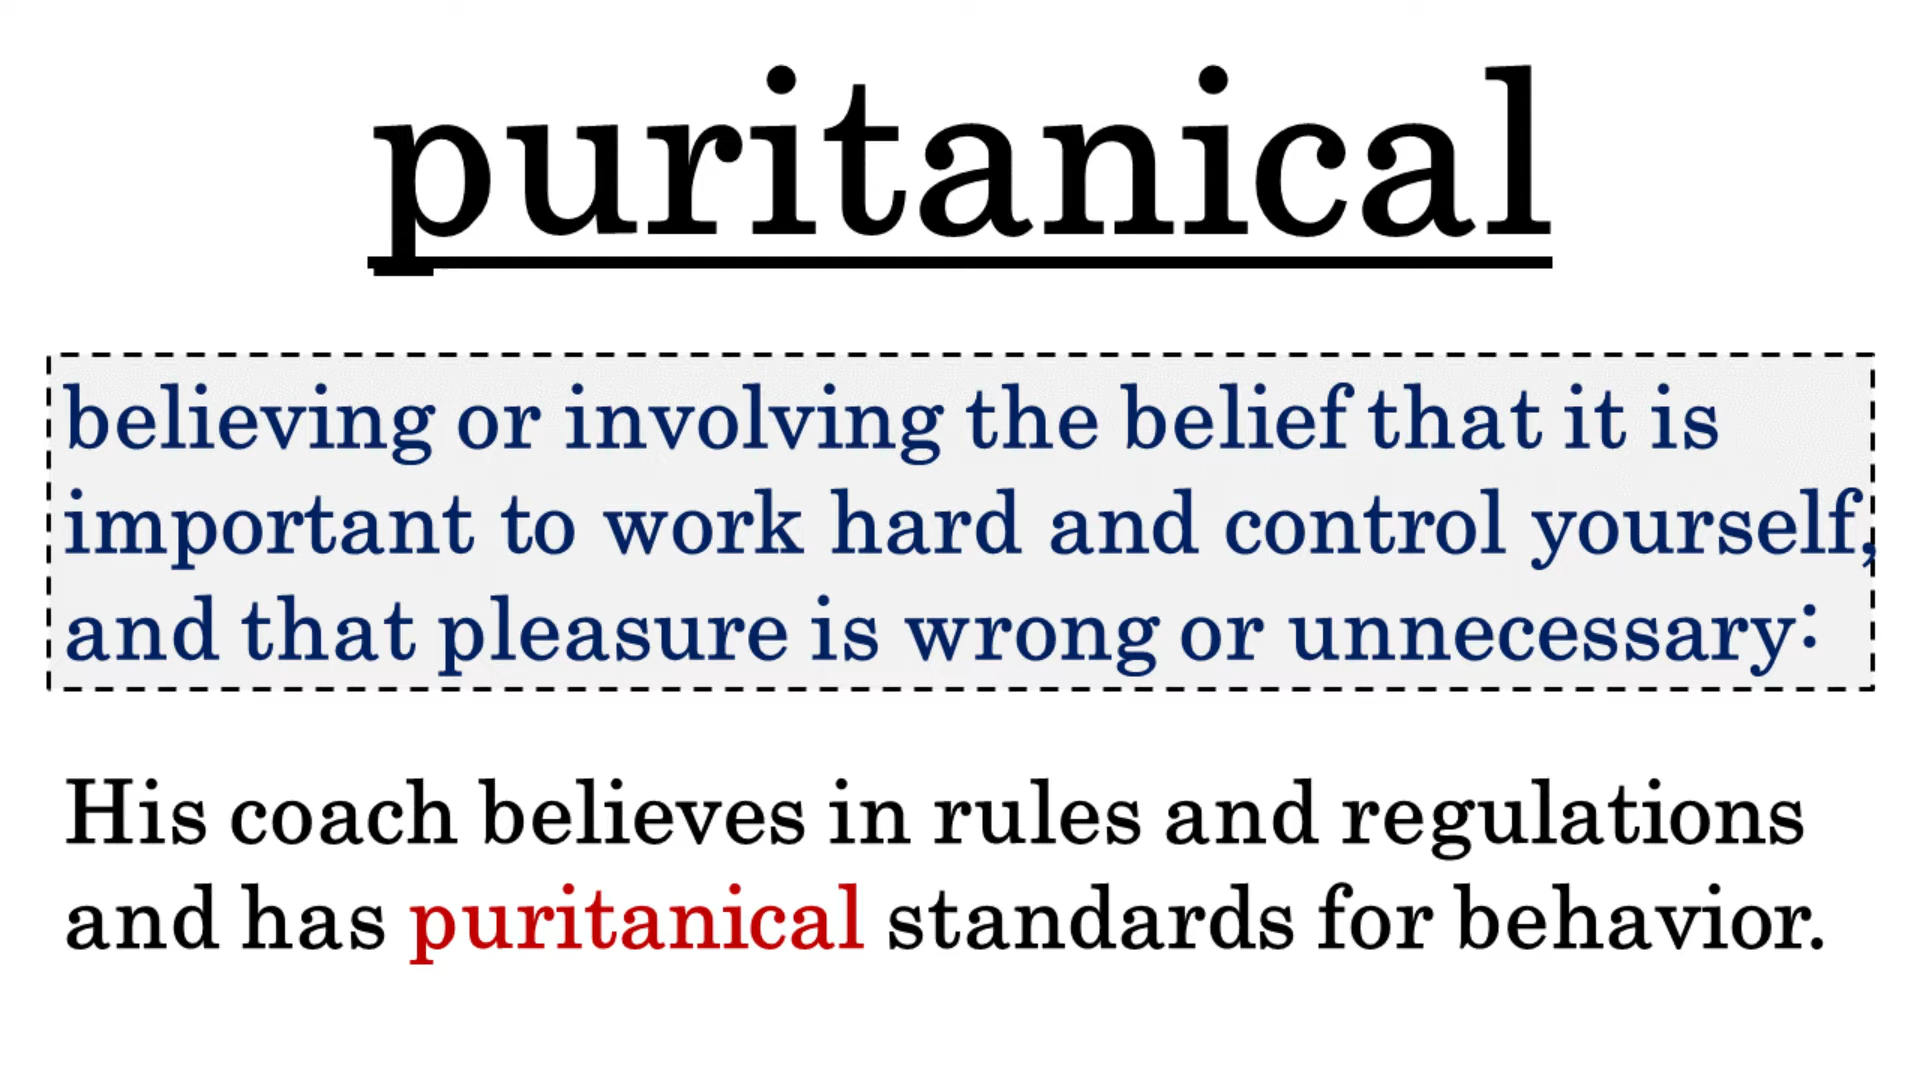 puritanical
believing or involving the belief that it is
important to work hard and control yourself,
and that pleasure is wrong or unnecessary:
His coach believes in rules and regulations
and has puritanical standards for behavior.